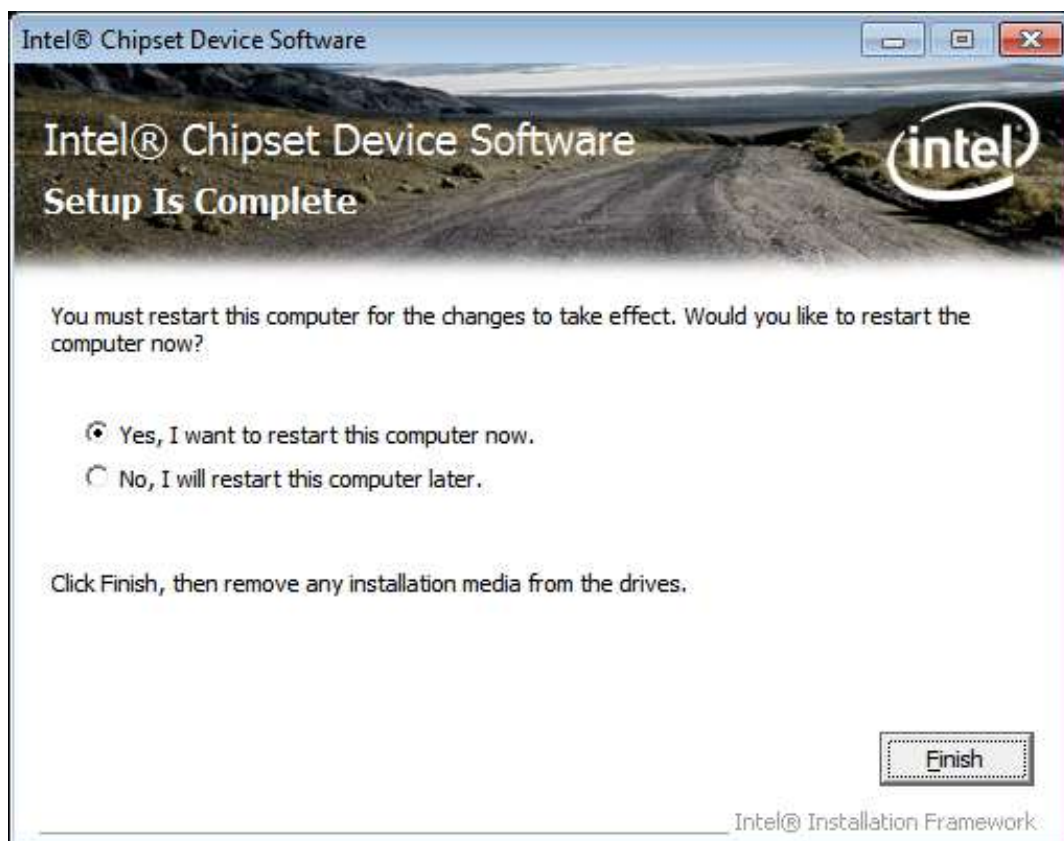 Intel® Chipset Device Software
Intel® Chipset Device Software
intel
Setup Is Complete
You must restart this computer for the changes to take effect. Would you like to restart the
computer now?
Yes, I want to restart this computer now.
No, I will restart this computer later.
Click Finish, then remove any installation media from the drives.
Finish
Intel® Installation Framework